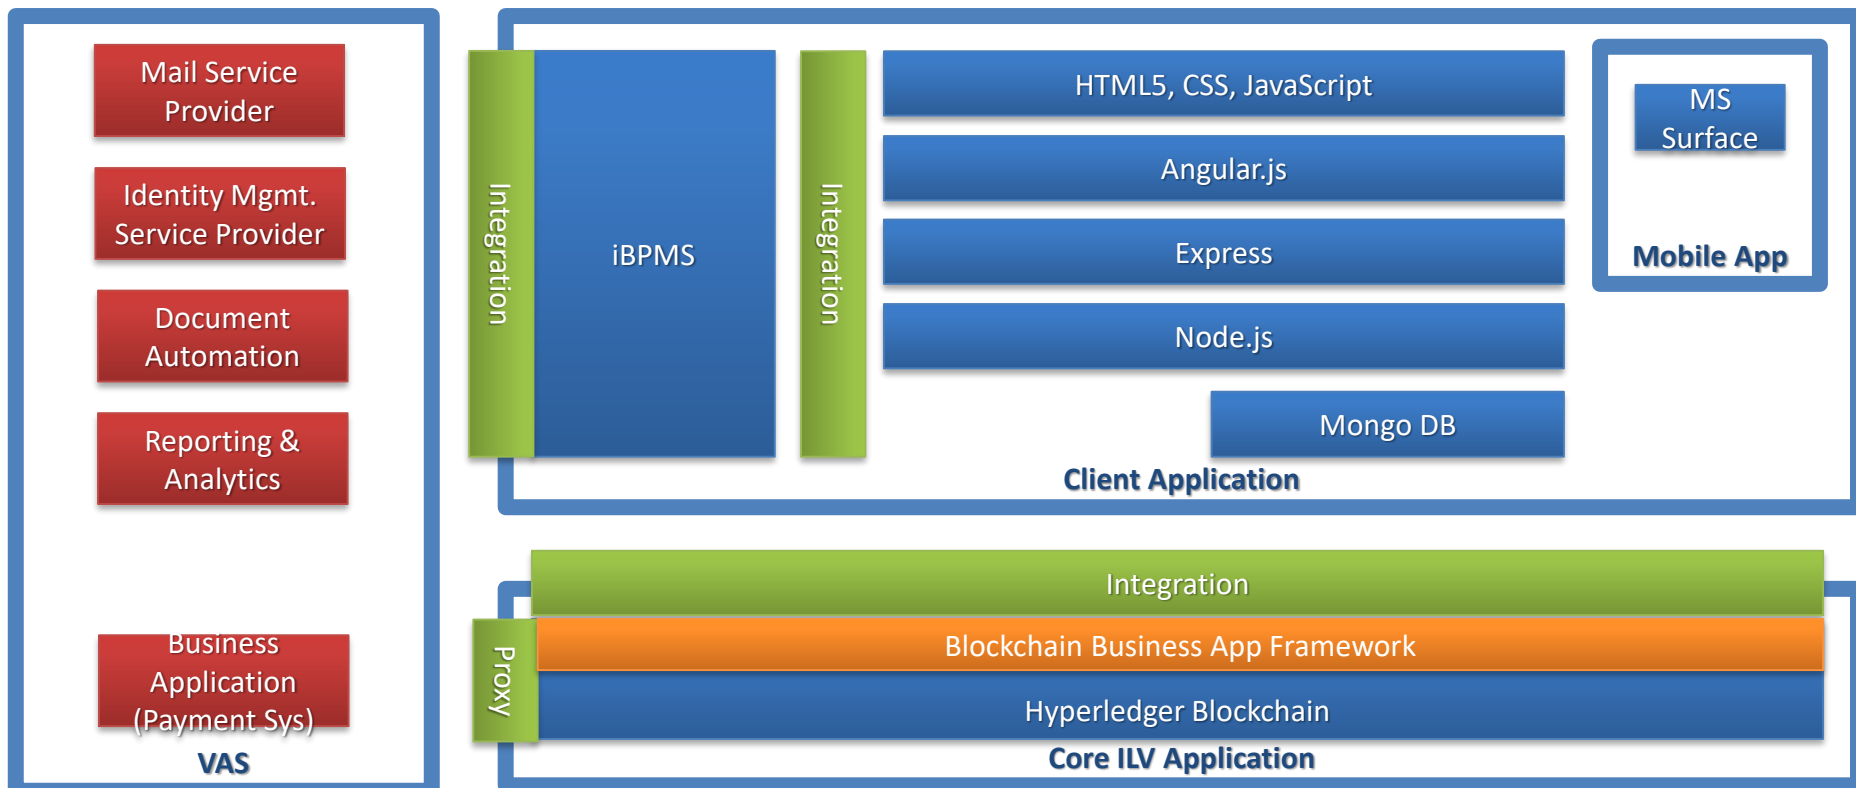 Mail Service
Provider
Identity Mgmt.
Service Provider
Document
Automation
Reporting &
Analytics
Business
Application
(Payment Sys)
VAS
Integration
iBPMS
Integration
HTML5, CSS, JavaScript
Angular.js
Express
Node.js
Mongo DB
MS
Surface
Mobile App
Client Application
Integration
Proxy
Blockchain Business App Framework
Hyperledger Blockchain
Core ILV Application